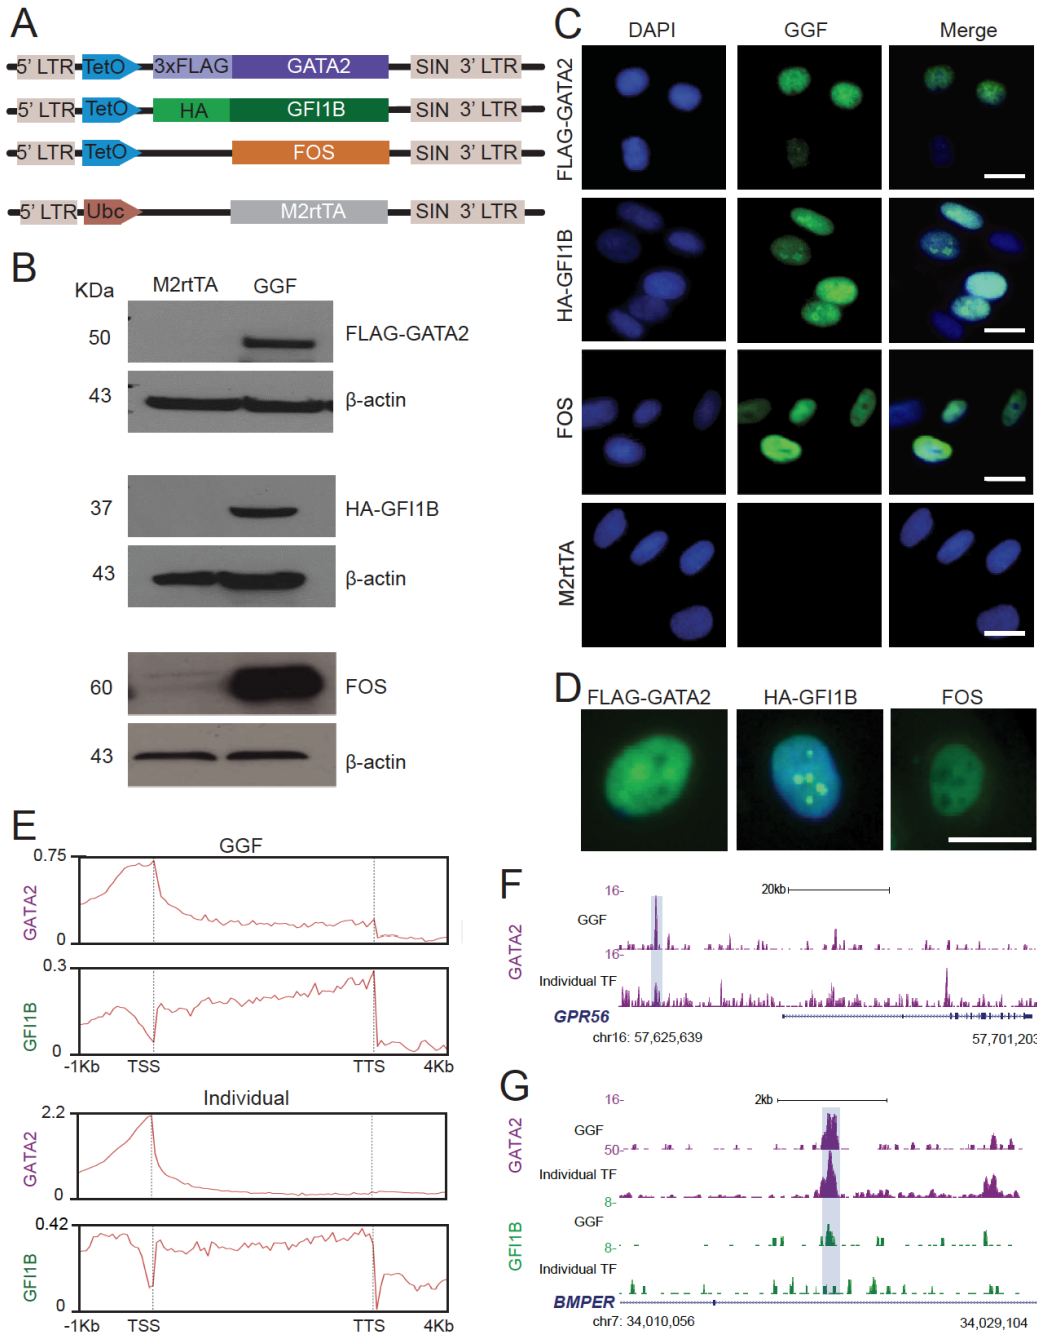 A
5' LTR TetO 3xFLAG GATA2 SIN 3' LTR
5' LTR TetO HA GFI1B SIN 3' LTR
5' LTR TetO FOS SIN 3' LTR
5' LTR Ubc M2rtTA SIN 3' LTR
B
KDa M2rtTA GGF
50 FLAG-GATA2
43 β-actin
37 HA-GFI1B
43 β-actin
60 FOS
43 β-actin
C
DAPI GGF Merge
FLAG-GATA2
HA-GFI1B
FOS
M2rtTA
D
FLAG-GATA2 HA-GFI1B FOS
E
GGF
0.75
GATA2
0
0.3
GFI1B
0
-1Kb TSS TTS 4Kb
Individual
2.2
GATA2
0
0.42
GFI1B
0
-1Kb TSS TTS 4Kb
F
16-
20kb
GATA2
GGF
16-
Individual TF
GPR56
chr16: 57,625,639 57,701,203
G
16-
2kb
GATA2
GGF
50-
Individual TF
8-
GFI1B
GGF
8-
Individual TF
BMPER
chr7: 34,010,056 34,029,104